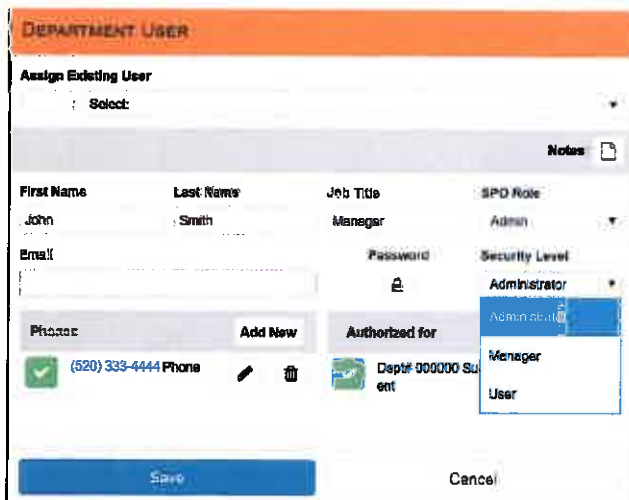 DEPARTMENT USER
Assign Existing User
Select:
Notes
First Name Last Name Job Title SPO Role
John Smith Manager Admin
Email Password Security Level
Administrator
Phones Add New Authorized for Administrator
(520) 333-4444 Phone Dept# 000000 Manager
ent User
Save Cancel